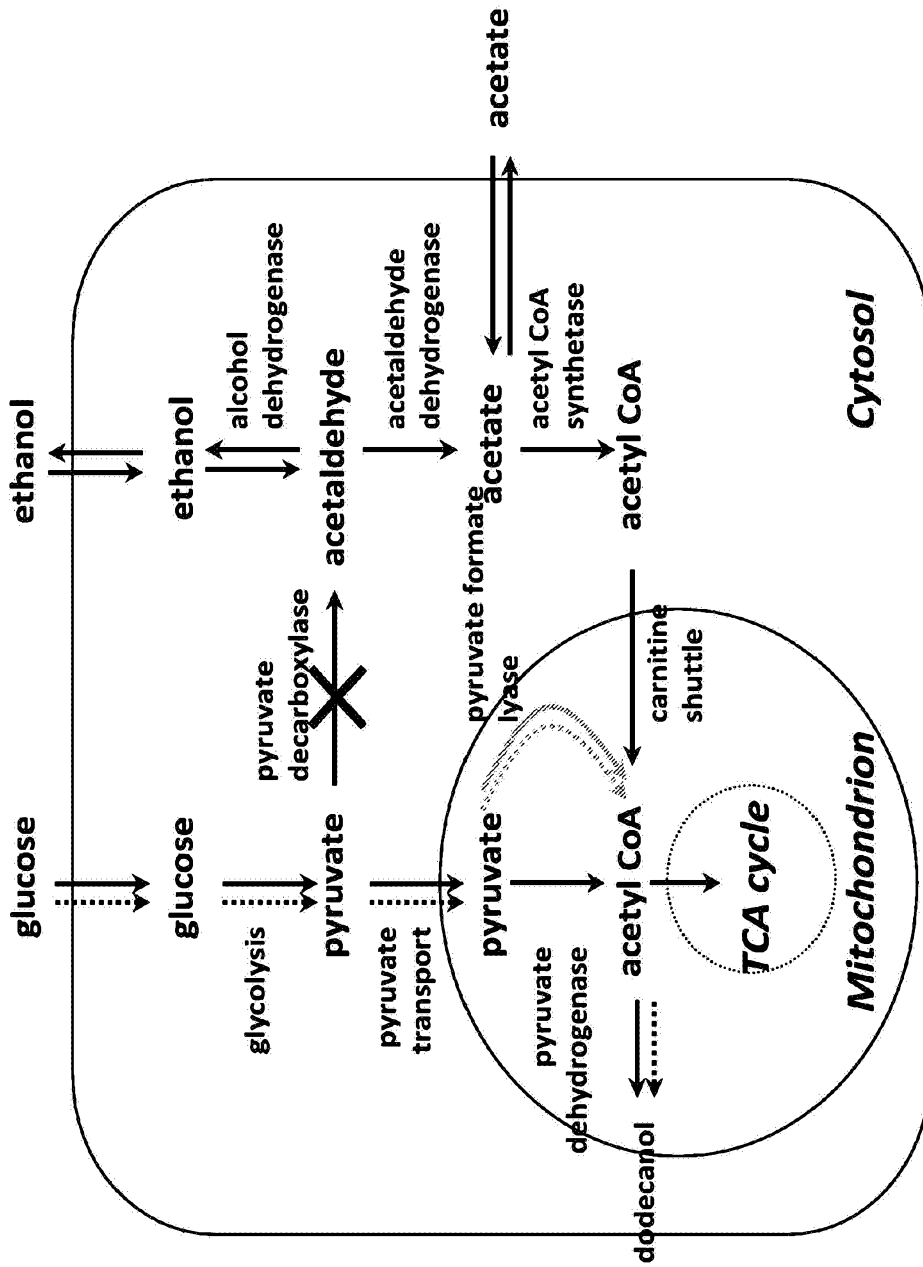 glucose
ethanol
glucose
ethanol
glycolysis
alcohol
dehydrogenase
pyruvate
decarboxylase
pyruvate
acetaldehyde
pyruvate
transport
acetaldehyde
dehydrogenase
pyruvate formate
lyase
pyruvate
acetate
acetate
pyruvate
dehydrogenase
acetyl CoA
synthetase
dodecanol
acetyl CoA
acetyl CoA
carnitine
shuttle
TCA cycle
Mitochondrion
Cytosol